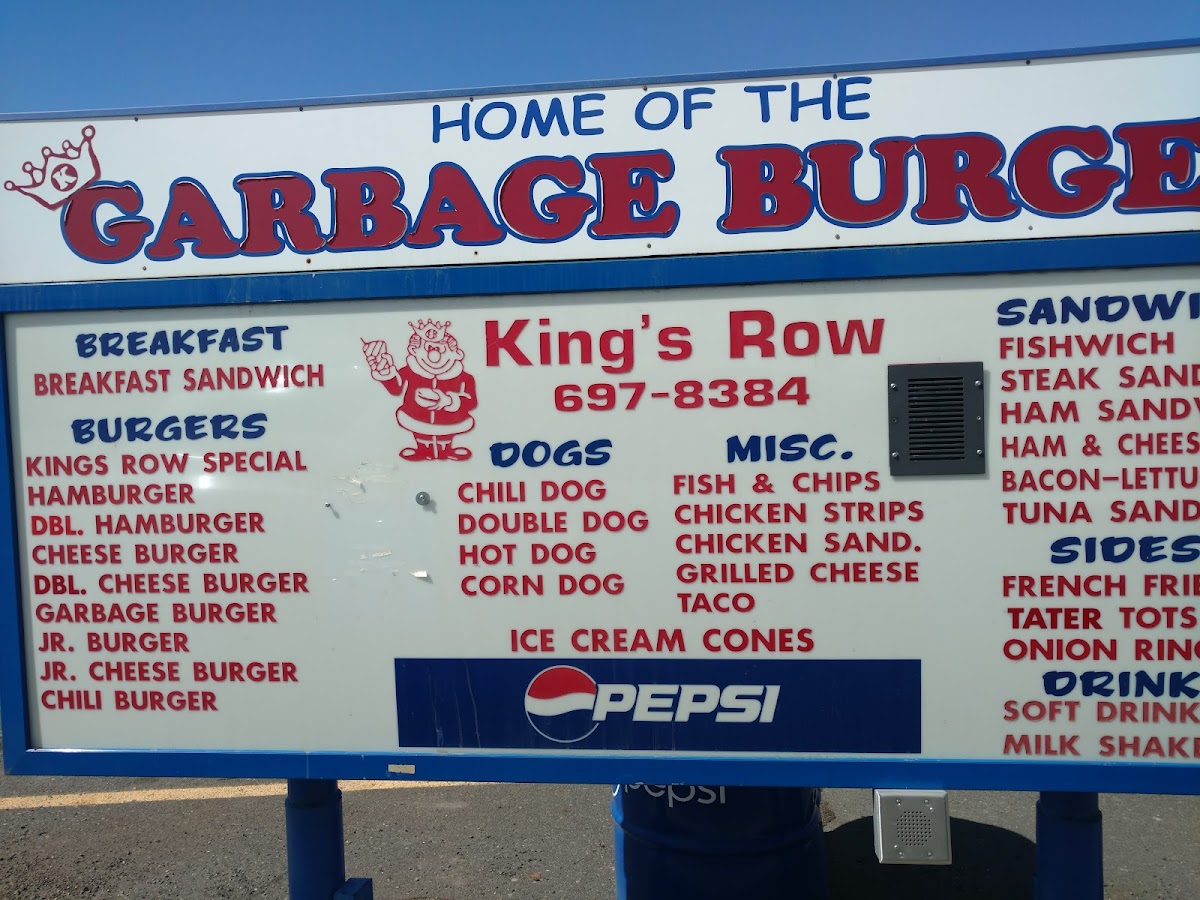 HOME OF THE
GARBAGE BURGE
BREAKFAST
BREAKFAST SANDWICH
BURGERS
KINGS ROW SPECIAL
HAMBURGER
DBL. HAMBURGER
CHEESE BURGER
DBL. CHEESE BURGER
GARBAGE BURGER
JR. BURGER
JR. CHEESE BURGER
CHILI BURGER
King's Row
697-8384
DOGS
CHILI DOG
DOUBLE DOG
HOT DOG
CORN DOG
MISC.
FISH & CHIPS
CHICKEN STRIPS
CHICKEN SAND.
GRILLED CHEESE
TACO
ICE CREAM CONES
PEPSI
SANDWI
FISHWICH
STEAK SAND
HAM SANDW
HAM & CHEES
BACON-LETTU
TUNA SAND
SIDES
FRENCH FRIE
TATER TOTS
ONION RING
DRINK
SOFT DRINK
MILK SHAKE
pepsi